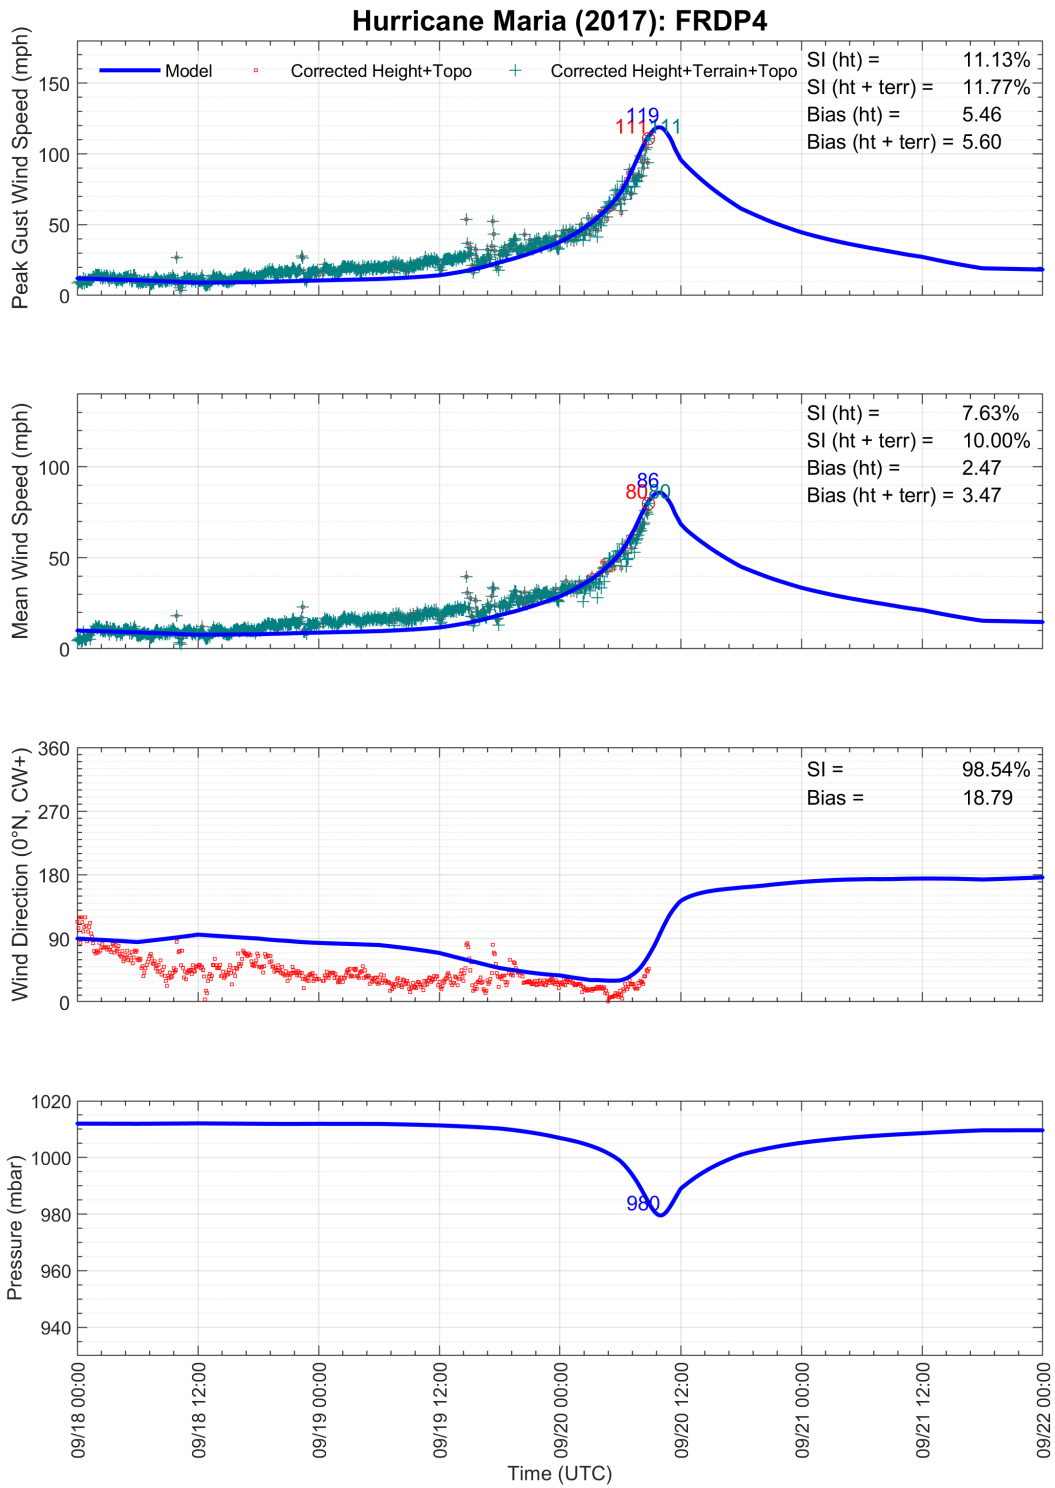 Hurricane Maria (2017): FRDP4
Peak Gust Wind Speed (mph)
150
100
50
0
Model
Corrected Height+Topo
Corrected Height+Terrain+Topo
SI (ht) = 11.13%
SI (ht + terr) = 11.77%
Bias (ht) = 5.46
Bias (ht + terr) = 5.60
119
111
111
Mean Wind Speed (mph)
100
50
0
SI (ht) = 7.63%
SI (ht + terr) = 10.00%
Bias (ht) = 2.47
Bias (ht + terr) = 3.47
86
80
80
Wind Direction (0°N, CW+)
360
270
180
90
0
SI = 98.54%
Bias = 18.79
Pressure (mbar)
1020
1000
980
960
940
980
09/18 00:00
09/18 12:00
09/19 00:00
09/19 12:00
09/20 00:00
09/20 12:00
09/21 00:00
09/21 12:00
09/22 00:00
Time (UTC)